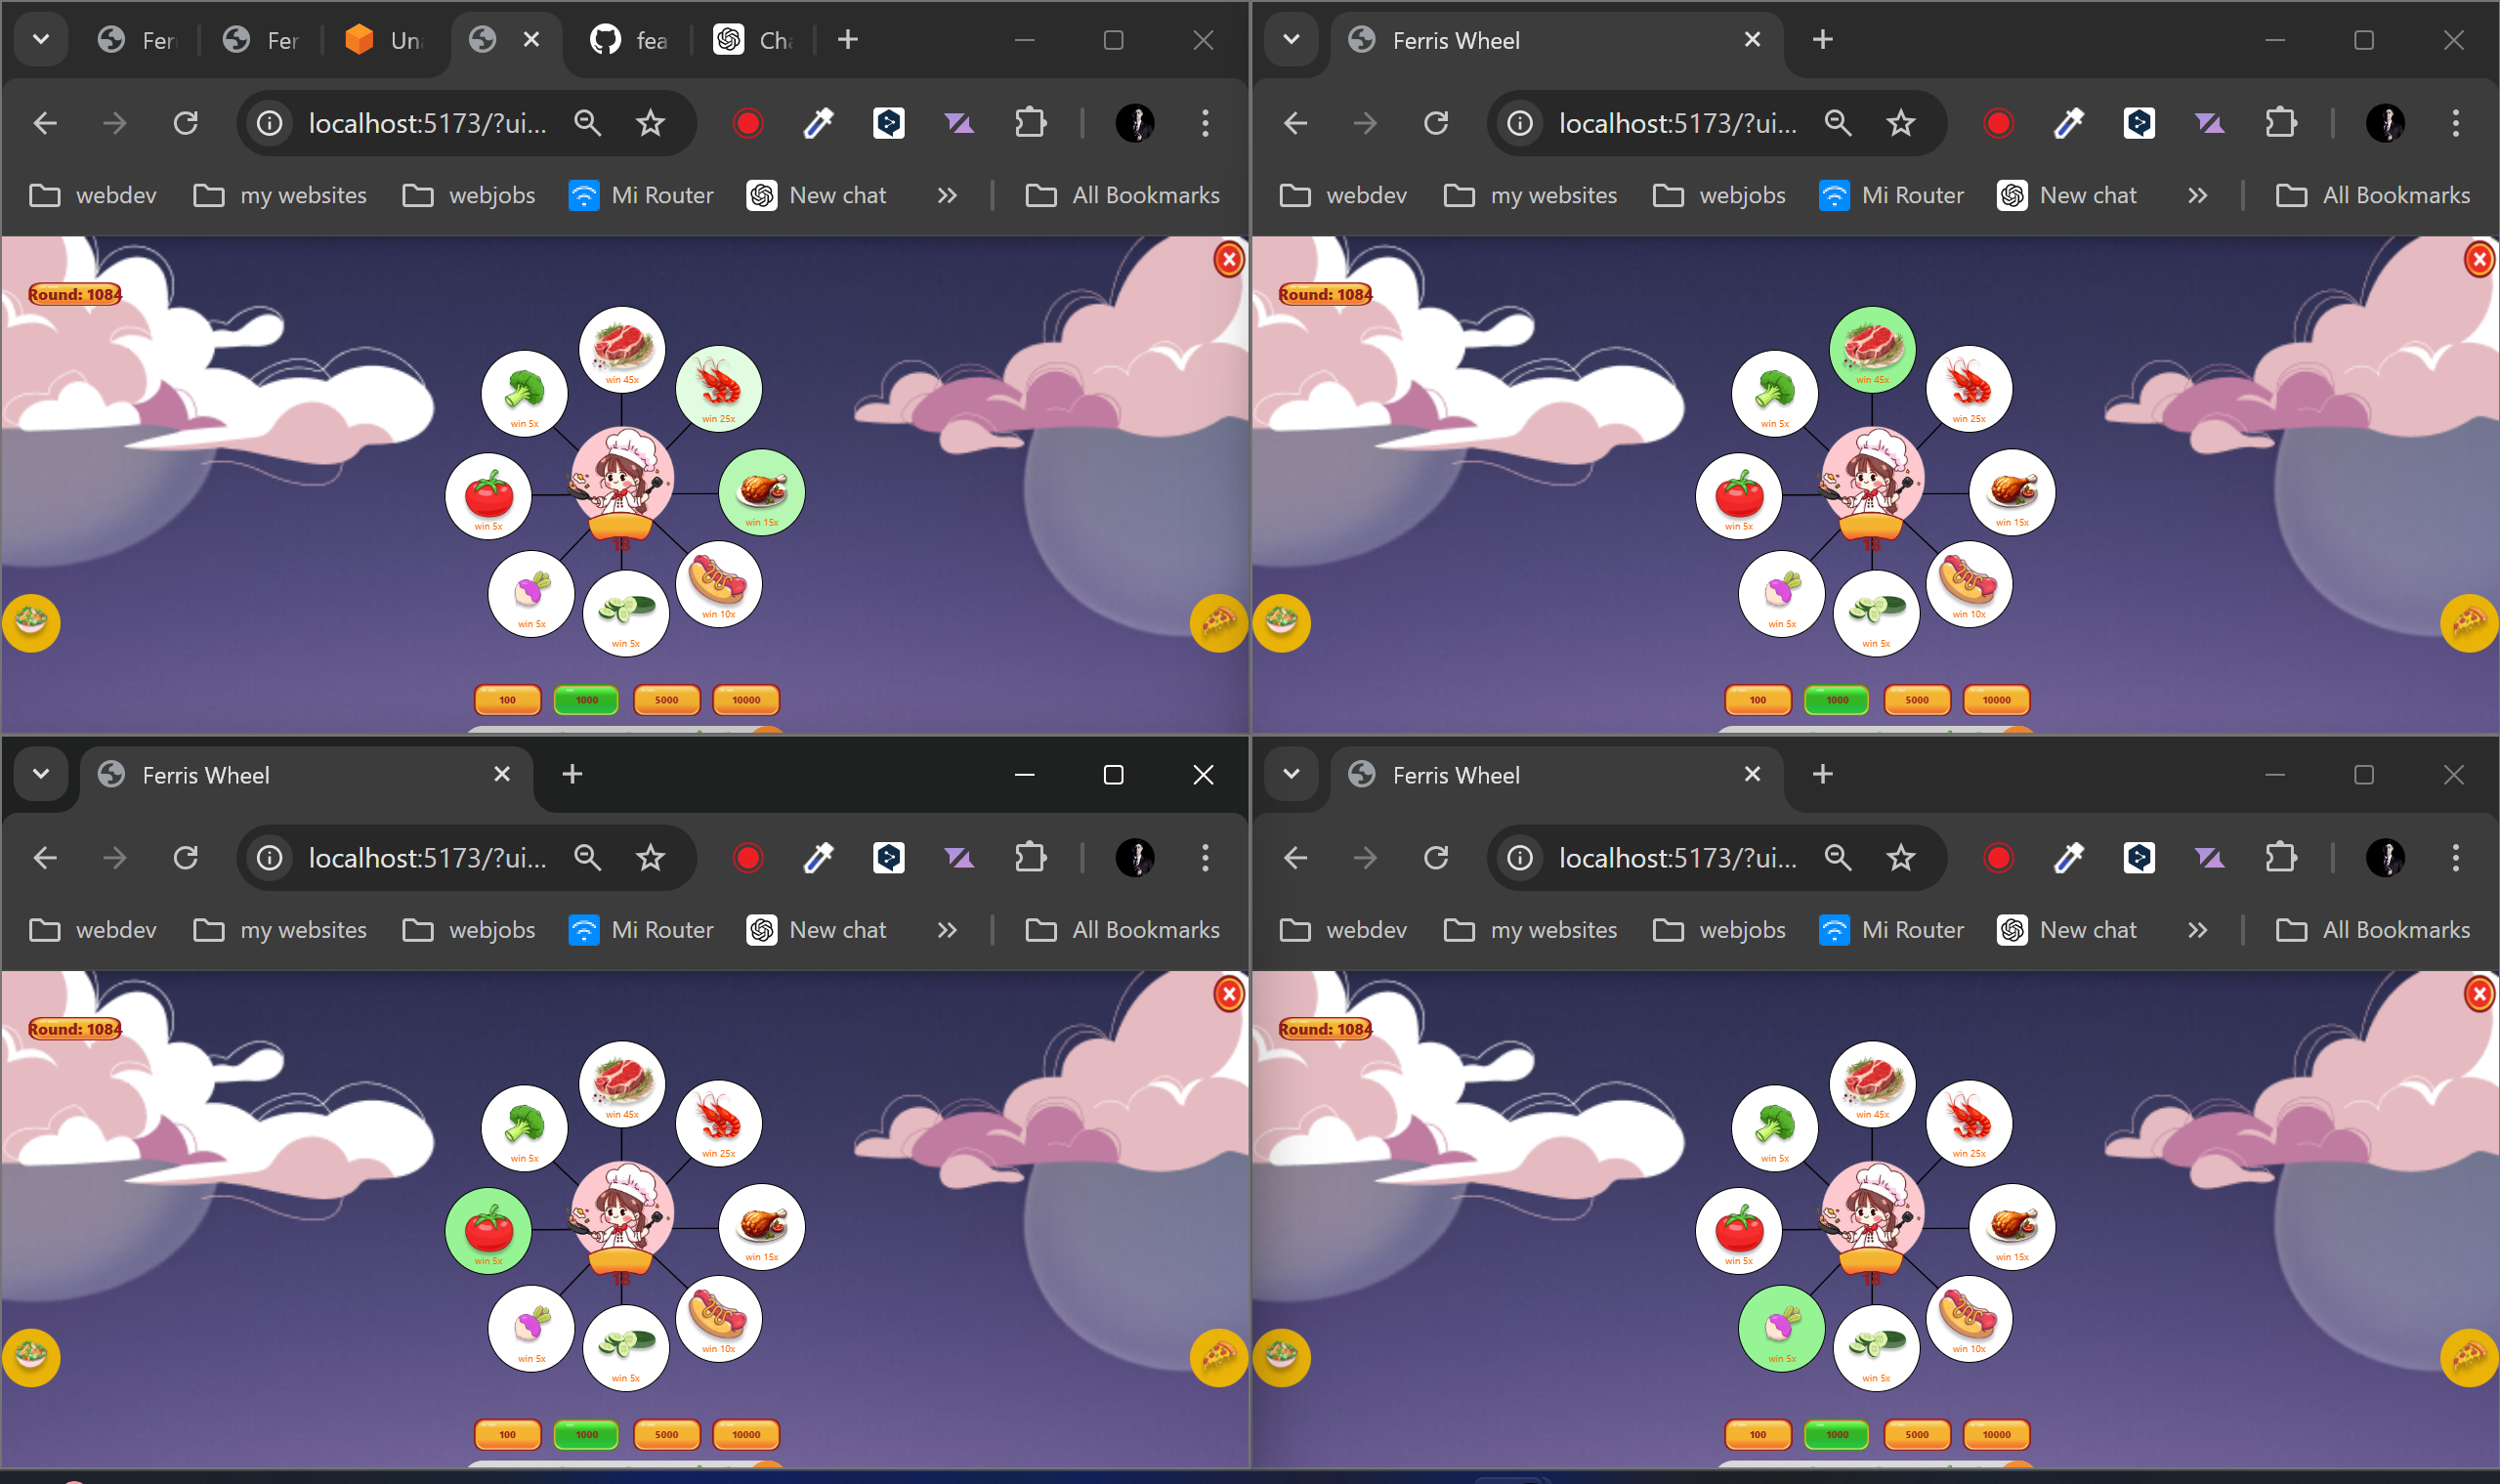 Fer
Fer
Un
fea
Ch
localhost:5173/?ui...
webdev
my websites
webjobs
Mi Router
New chat
All Bookmarks
Round: 1084
win 45x
win 5x
win 25x
win 5x
win 15x
win 5x
win 10x
win 5x
100
1000
5000
10000
Ferris Wheel
localhost:5173/?ui...
webdev
my websites
webjobs
Mi Router
New chat
All Bookmarks
Round: 1084
win 45x
win 5x
win 25x
win 5x
win 15x
win 5x
win 10x
win 5x
100
1000
5000
10000
Ferris Wheel
localhost:5173/?ui...
webdev
my websites
webjobs
Mi Router
New chat
All Bookmarks
Round: 1084
win 45x
win 5x
win 25x
win 5x
win 15x
win 5x
win 10x
win 5x
100
1000
5000
10000
Ferris Wheel
localhost:5173/?ui...
webdev
my websites
webjobs
Mi Router
New chat
All Bookmarks
Round: 1084
win 45x
win 5x
win 25x
win 5x
win 15x
win 5x
win 10x
win 5x
100
1000
5000
10000